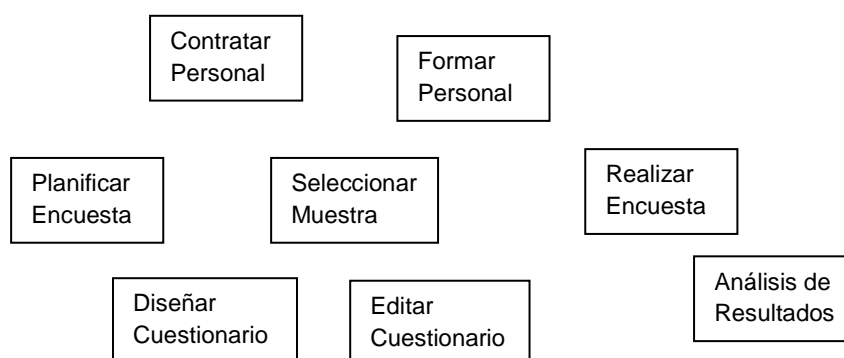 Contratar
Personal
Formar
Personal
Planificar
Encuesta
Seleccionar
Muestra
Realizar
Encuesta
Diseñar
Cuestionario
Editar
Cuestionario
Análisis de
Resultados